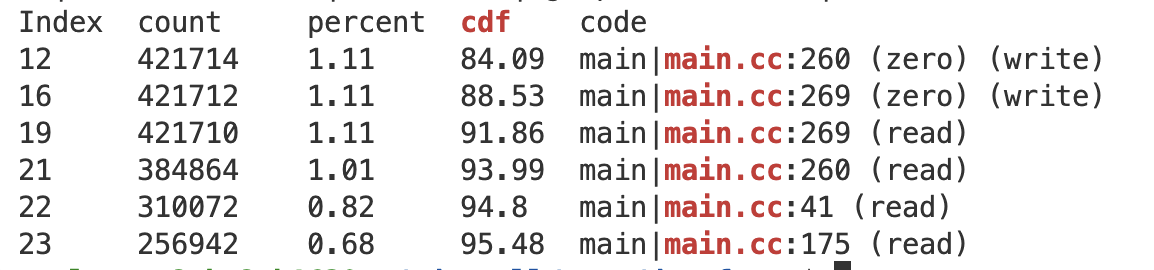 Index count percent cdf code
12 421714 1.11 84.09 main|main.cc:260 (zero) (write)
16 421712 1.11 88.53 main|main.cc:269 (zero) (write)
19 421710 1.11 91.86 main|main.cc:269 (read)
21 384864 1.01 93.99 main|main.cc:260 (read)
22 310072 0.82 94.8 main|main.cc:41 (read)
23 256942 0.68 95.48 main|main.cc:175 (read)